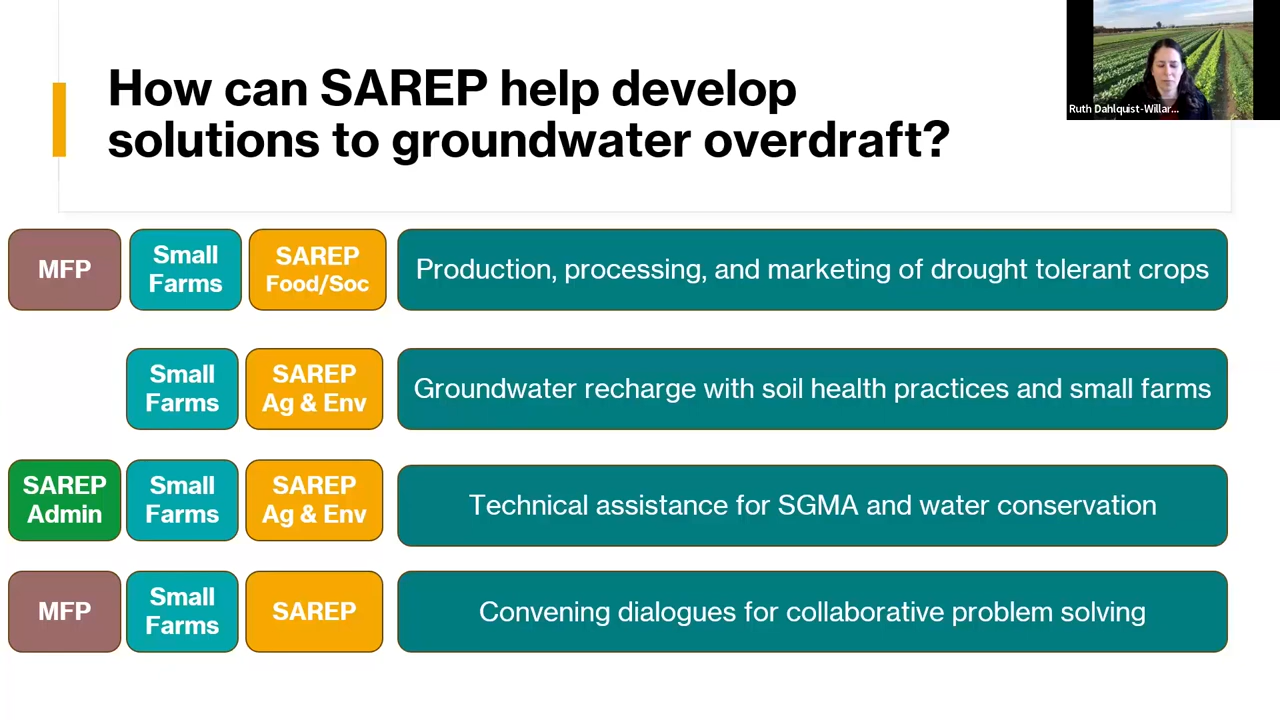 How can SAREP help develop
solutions to groundwater overdraft?
Ruth Dahlquist-Willar...
MFP
Small
Farms
SAREP
Food/Soc
Production, processing, and marketing of drought tolerant crops
Small
Farms
SAREP
Ag & Env
Groundwater recharge with soil health practices and small farms
SAREP
Admin
Small
Farms
SAREP
Ag & Env
Technical assistance for SGMA and water conservation
MFP
Small
Farms
SAREP
Convening dialogues for collaborative problem solving